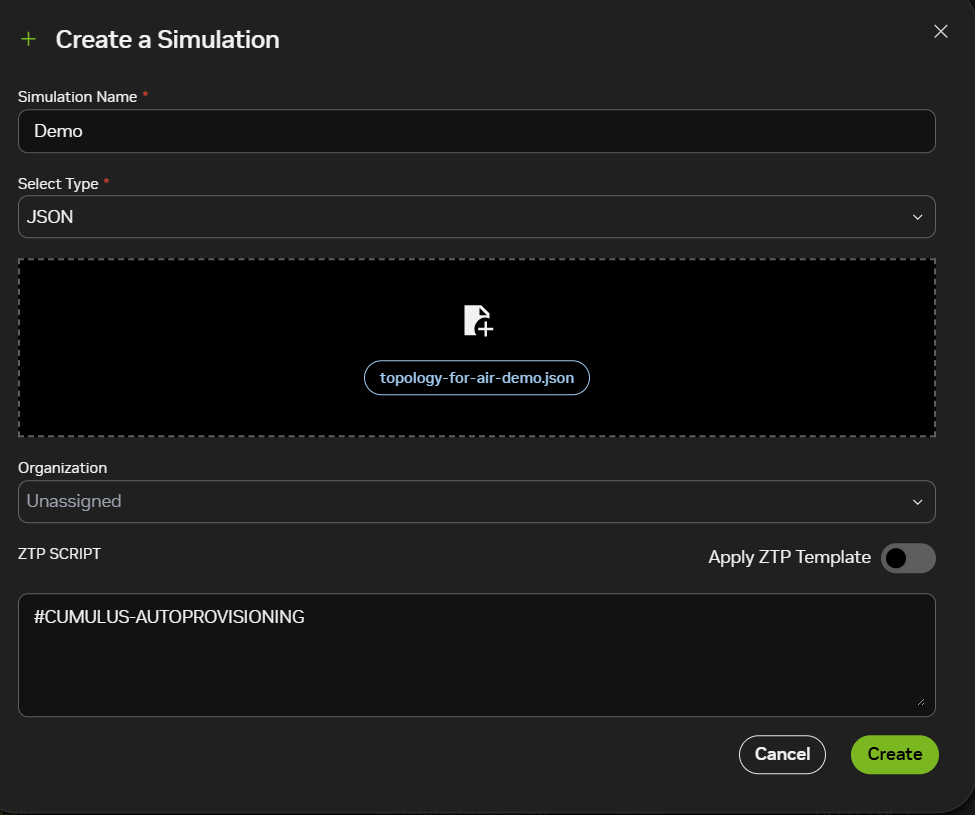 Create a Simulation
Simulation Name *
Demo
Select Type *
JSON
topology-for-air-demo.json
Organization
Unassigned
ZTP SCRIPT
Apply ZTP Template
#CUMULUS-AUTOPROVISIONING
Cancel
Create